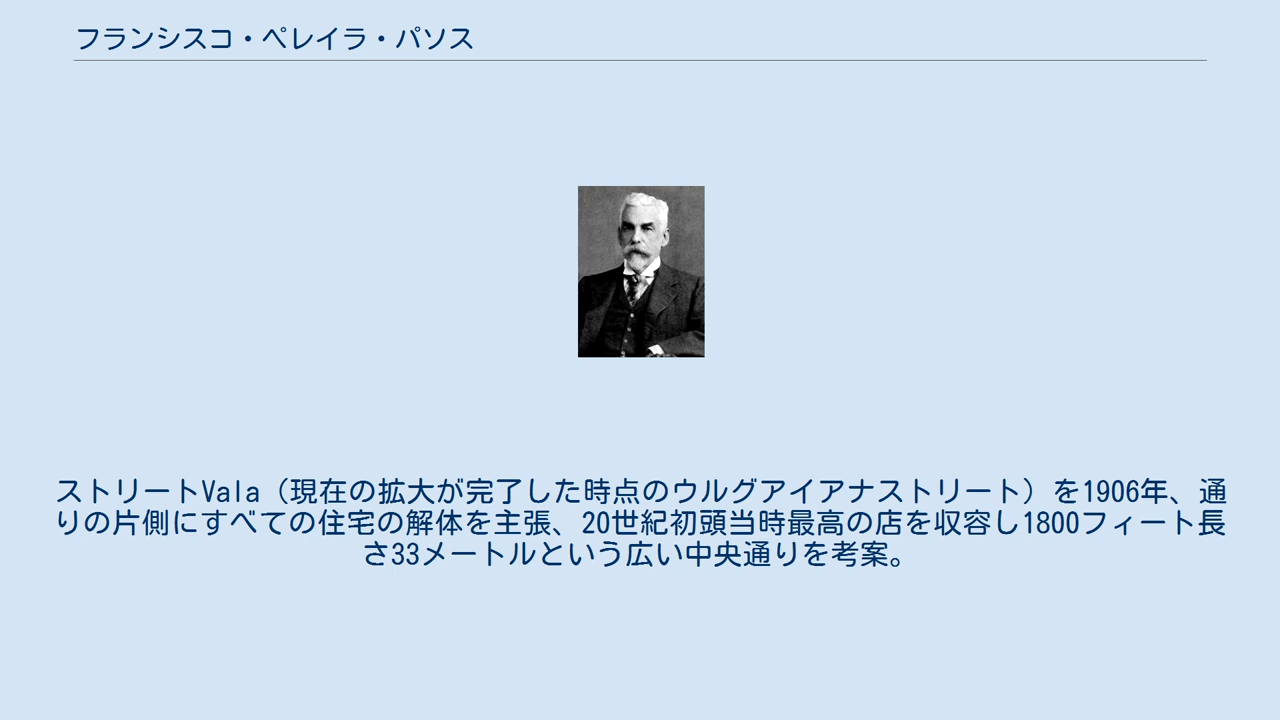 フランシスコ・ペレイラ・パソス
ストリートVala（現在の拡大が完了した時点のウルグアイアナストリート）を1906年、通
りの片側にすべての住宅の解体を主張、20世紀初頭当時最高の店を収容し1800フィート長
さ33メートルという広い中央通りを考案。